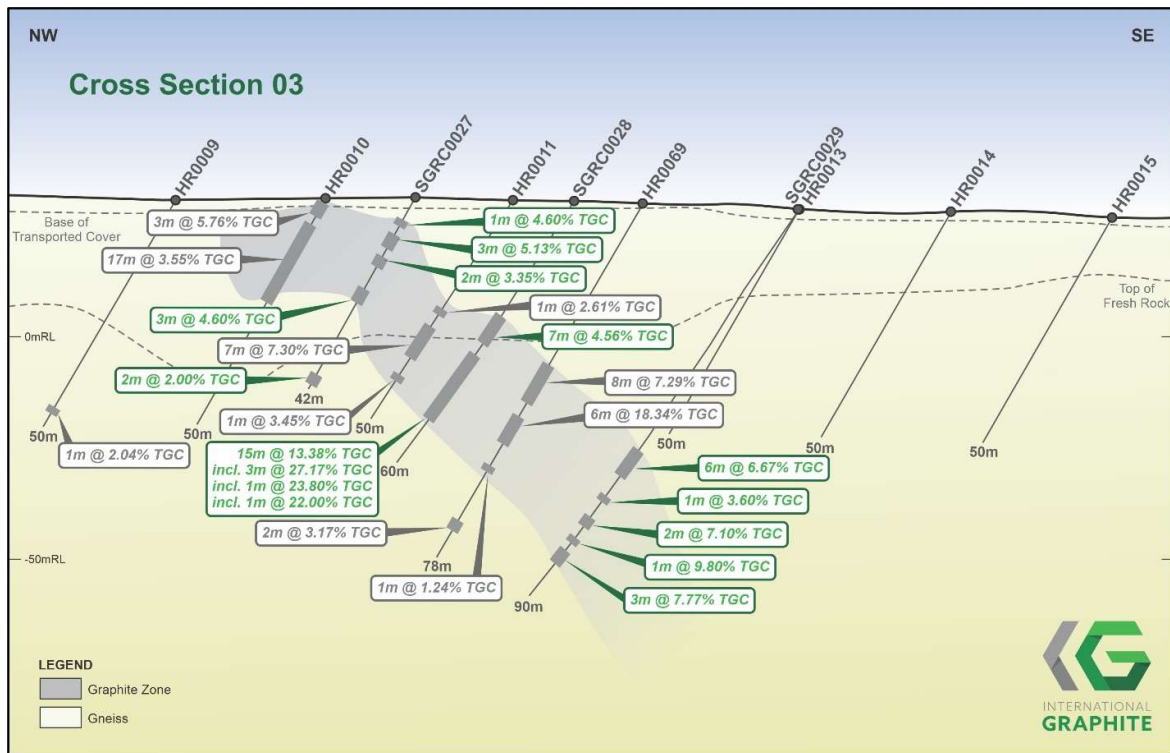 NW
SE
Cross Section 03
HR0009
HR0010
SGRC0027
HR0011
SGRC0028
HR0069
SGRC0029
HR0013
HR0014
HR0015
Base of
Transported Cover
3m @ 5.76% TGC
17m @ 3.55% TGC
1m @ 4.60% TGC
3m @ 5.13% TGC
2m @ 3.35% TGC
Top of
Fresh Rock
3m @ 4.60% TGC
1m @ 2.61% TGC
0mRL
7m @ 4.56% TGC
7m @ 7.30% TGC
2m @ 2.00% TGC
8m @ 7.29% TGC
42m
6m @ 18.34% TGC
1m @ 3.45% TGC
50m
50m
50m
50m
50m
50m
1m @ 2.04% TGC
15m @ 13.38% TGC
incl. 3m @ 27.17% TGC
incl. 1m @ 23.80% TGC
incl. 1m @ 22.00% TGC
60m
6m @ 6.67% TGC
1m @ 3.60% TGC
2m @ 3.17% TGC
2m @ 7.10% TGC
-50mRL
78m
1m @ 9.80% TGC
1m @ 1.24% TGC
90m
3m @ 7.77% TGC
LEGEND
Graphite Zone
Gneiss
INTERNATIONAL
GRAPHITE